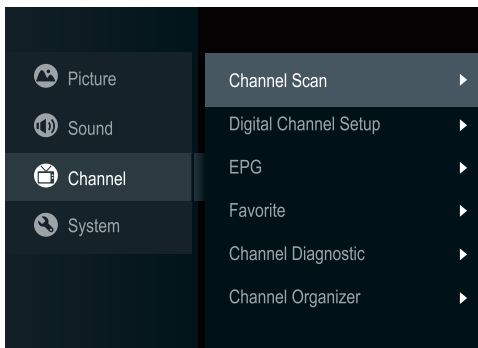 Picture
Sound
Channel
System
Channel Scan
Digital Channel Setup
EPG
Favorite
Channel Diagnostic
Channel Organizer